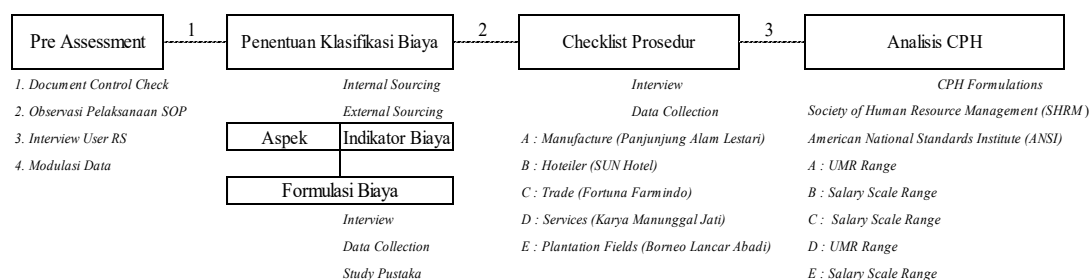 Pre Assessment
1
Penentuan Klasifikasi Biaya
2
Checklist Prosedur
3
Analisis CPH
1. Document Control Check
2. Observasi Pelaksanaan SOP
3. Interview User RS
4. Modulasi Data
Internal Sourcing
External Sourcing
Aspek
Indikator Biaya
Formulasi Biaya
Interview
Data Collection
Study Pustaka
Interview
Data Collection
A : Manufacture (Panjunjung Alam Lestari)
B : Hoteiler (SUN Hotel)
C : Trade (Fortuna Farmindo)
D : Services (Karya Manunggal Jati)
E : Plantation Fields (Borneo Lancar Abadi)
CPH Formulations
Society of Human Resource Management (SHRM )
American National Standards Institute (ANSI)
A : UMR Range
B : Salary Scale Range
C : Salary Scale Range
D : UMR Range
E : Salary Scale Range